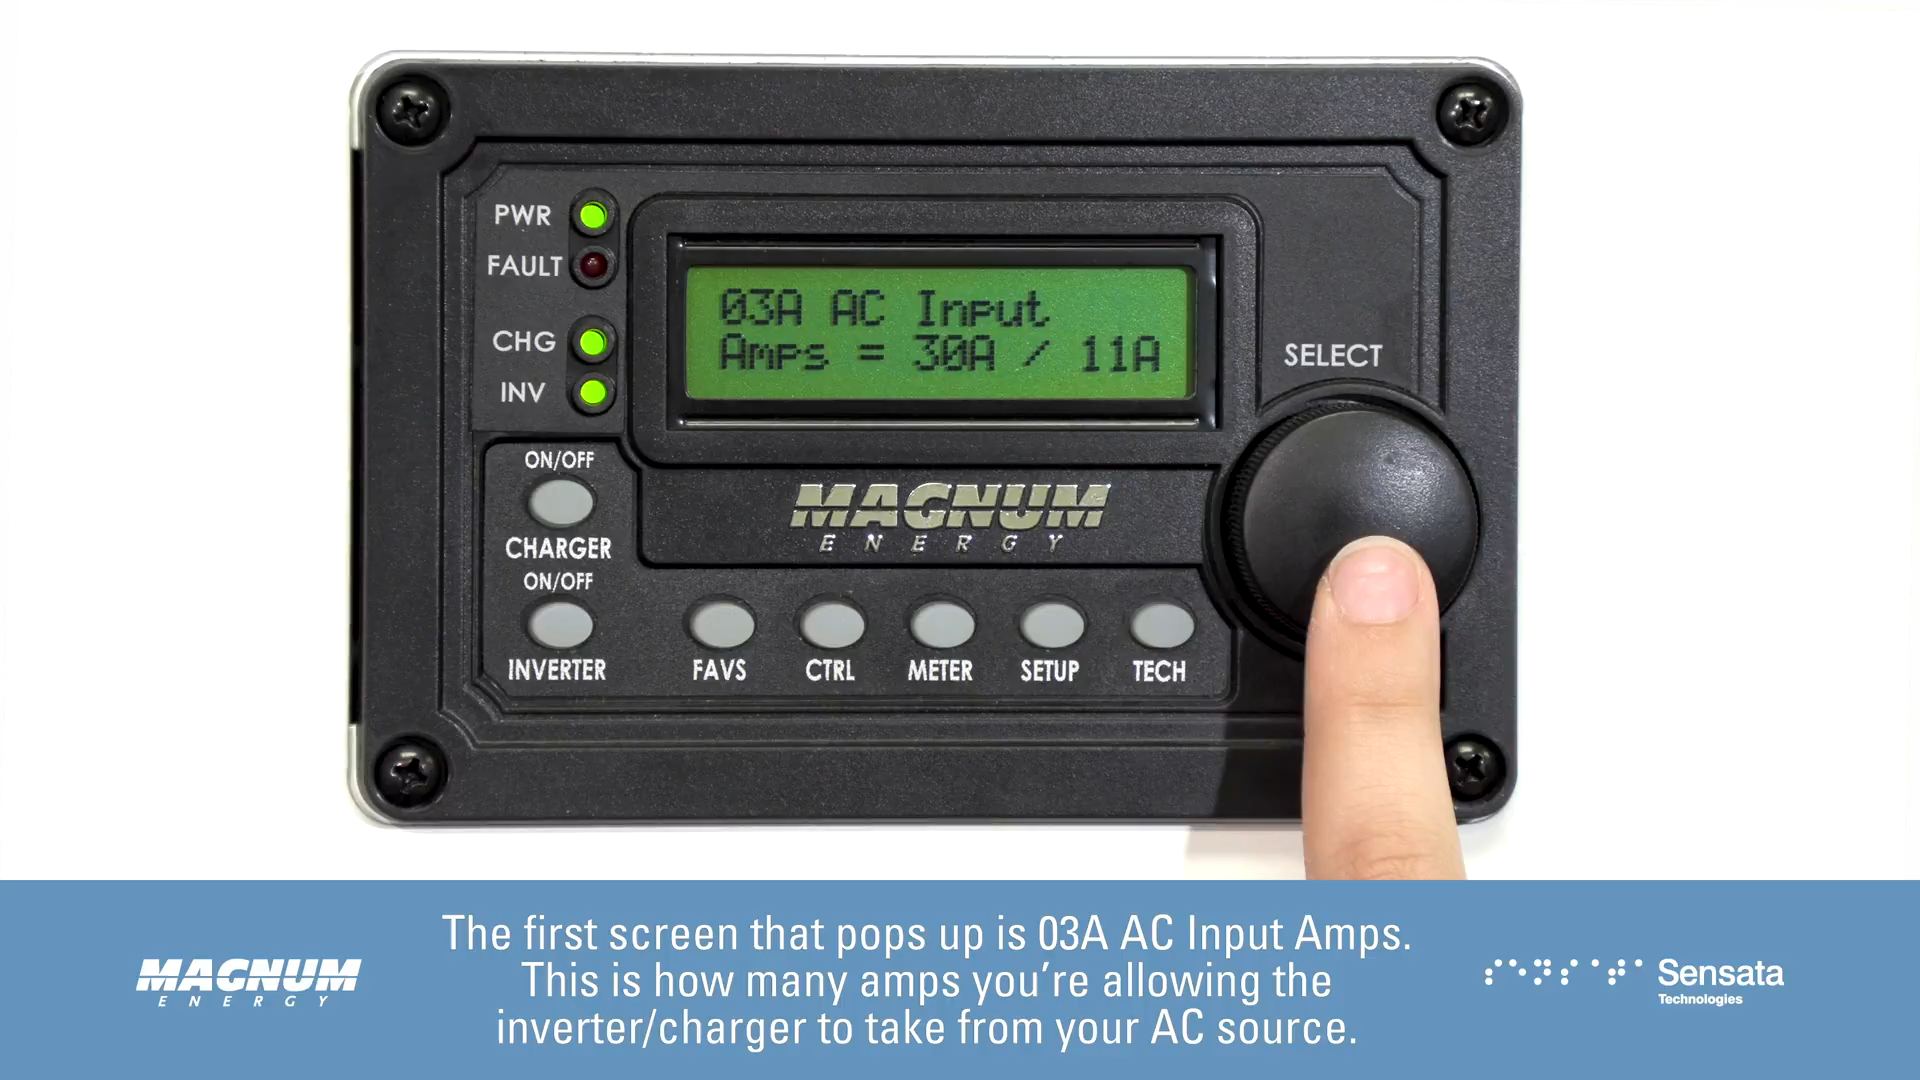 PWR
FAULT
CHG
INV
03A AC Input
Amps = 30A / 11A
SELECT
ON/OFF
CHARGER
ON/OFF
INVERTER
MAGNUM
ENERGY
FAVS
CTRL
METER
SETUP
TECH
The first screen that pops up is 03A AC Input Amps.
This is how many amps you're allowing the
inverter/charger to take from your AC source.
MAGNUM
ENERGY
Sensata
Technologies